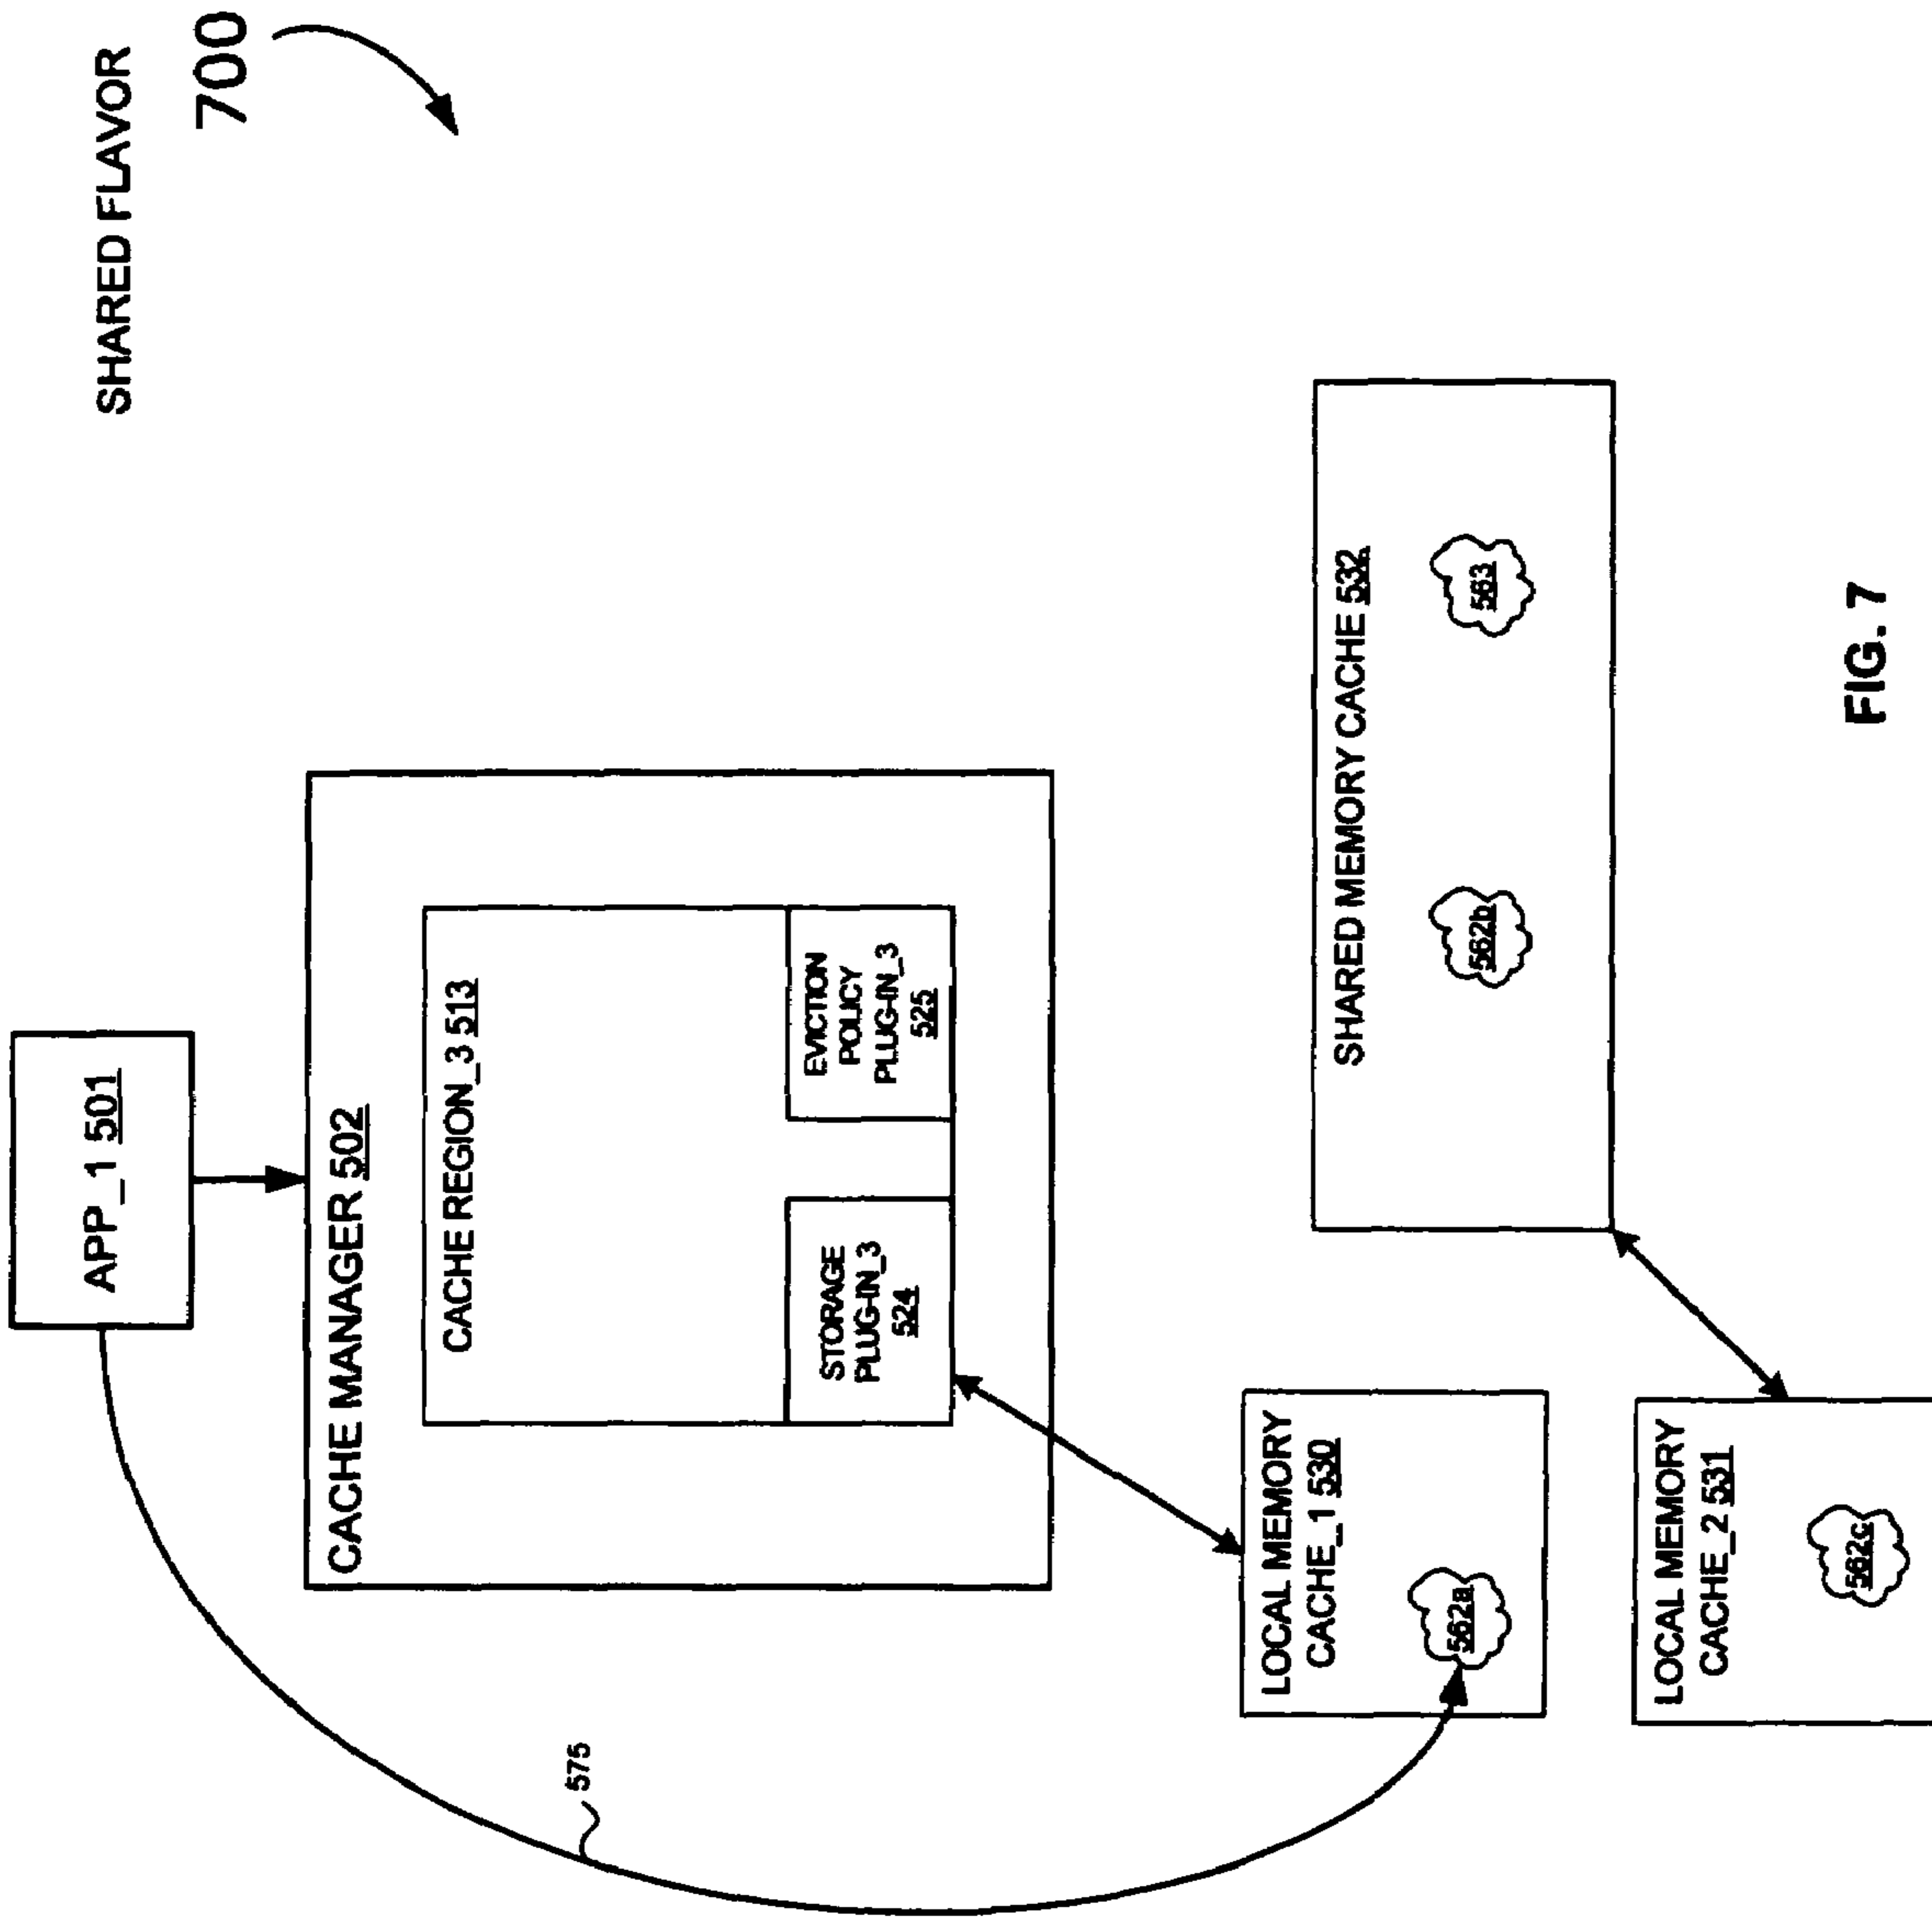 APP_1 501
SHARED FLAVOR
700
CACHE MANAGER 502
CACHE REGION_3 513
575
STORAGE
PLUG-IN_3
524
EVICTION
POLICY
PLUG-IN_3
525
LOCAL MEMORY
CACHE_1 530
562a
SHARED MEMORY CACHE 532
562b
563
LOCAL MEMORY
CACHE_2 531
562c
FIG. 7